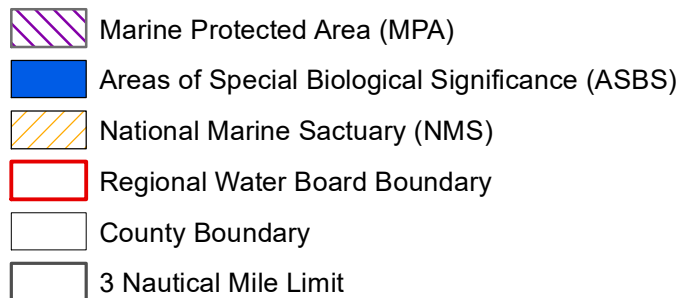 Marine Protected Area (MPA)
Areas of Special Biological Significance (ASBS)
National Marine Sactuary (NMS)
Regional Water Board Boundary
County Boundary
3 Nautical Mile Limit